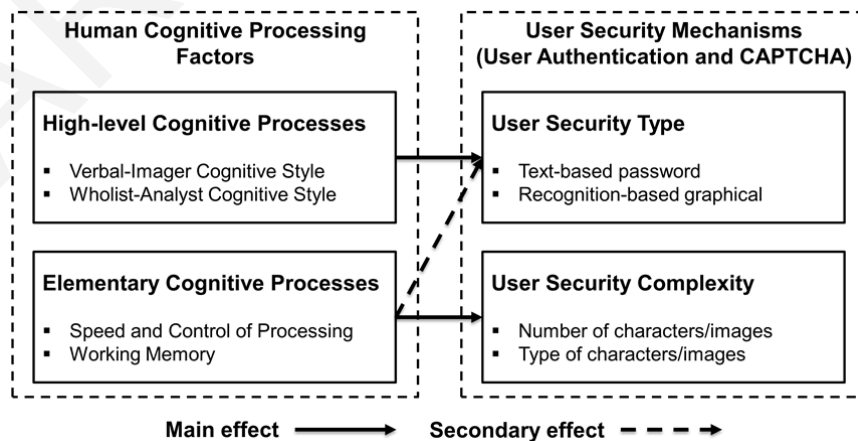 Human Cognitive Processing
Factors
High-level Cognitive Processes
▪ Verbal-Imager Cognitive Style
▪ Wholist-Analyst Cognitive Style
Elementary Cognitive Processes
▪ Speed and Control of Processing
▪ Working Memory
User Security Mechanisms
(User Authentication and CAPTCHA)
User Security Type
▪ Text-based password
▪ Recognition-based graphical
User Security Complexity
▪ Number of characters/images
▪ Type of characters/images
Main effect
Secondary effect